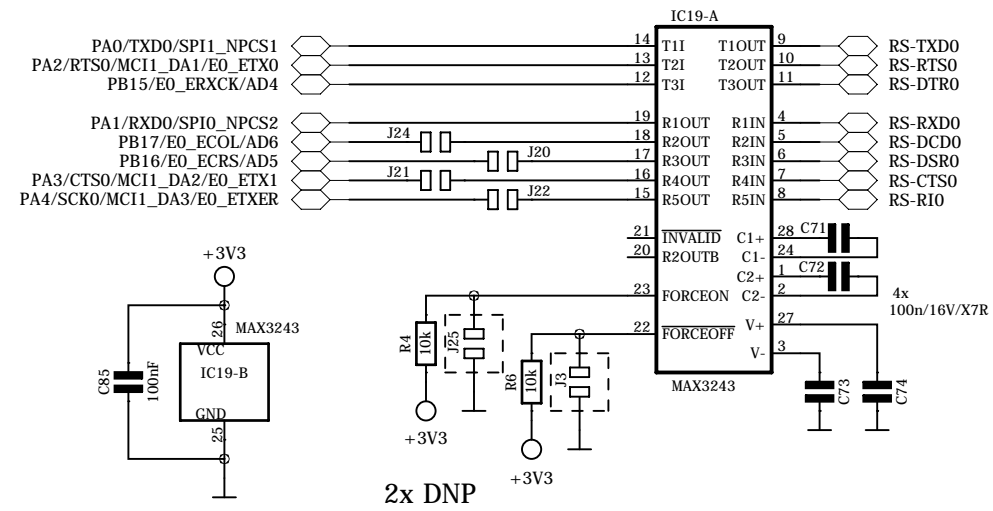 IC19-A
PA0/TXD0/SPI1_NPCS1 14 T1I T1OUT 9 RS-TXD0
PA2/RTS0/MCI1_DA1/E0_ETX0 13 T2I T2OUT 10 RS-RTS0
PB15/E0_ERXCK/AD4 12 T3I T3OUT 11 RS-DTR0
PA1/RXD0/SPI0_NPCS2 19 R1OUT R1IN 4 RS-RXD0
PB17/E0_ECOL/AD6 J24 18 R2OUT R2IN 5 RS-DCD0
PB16/E0_ECRS/AD5 J20 17 R3OUT R3IN 6 RS-DSR0
PA3/CTS0/MCI1_DA2/E0_ETX1 J21 16 R4OUT R4IN 7 RS-CTS0
PA4/SCK0/MCI1_DA3/E0_ETXER J22 15 R5OUT R5IN 8 RS-RI0
21 INVALID C1+ 28 C71
20 R2OUTB C1- 24
C2+ 1 C72
23 FORCEON C2- 2
4x
100n/16V/X7R
22 FORCEOFF V+ 27
V- 3
MAX3243
C73
C74
+3V3
26
MAX3243
VCC
IC19-B
GND
25
C85
100nF
R4
10k
J25
+3V3
R6
10k
J3
+3V3
2x DNP